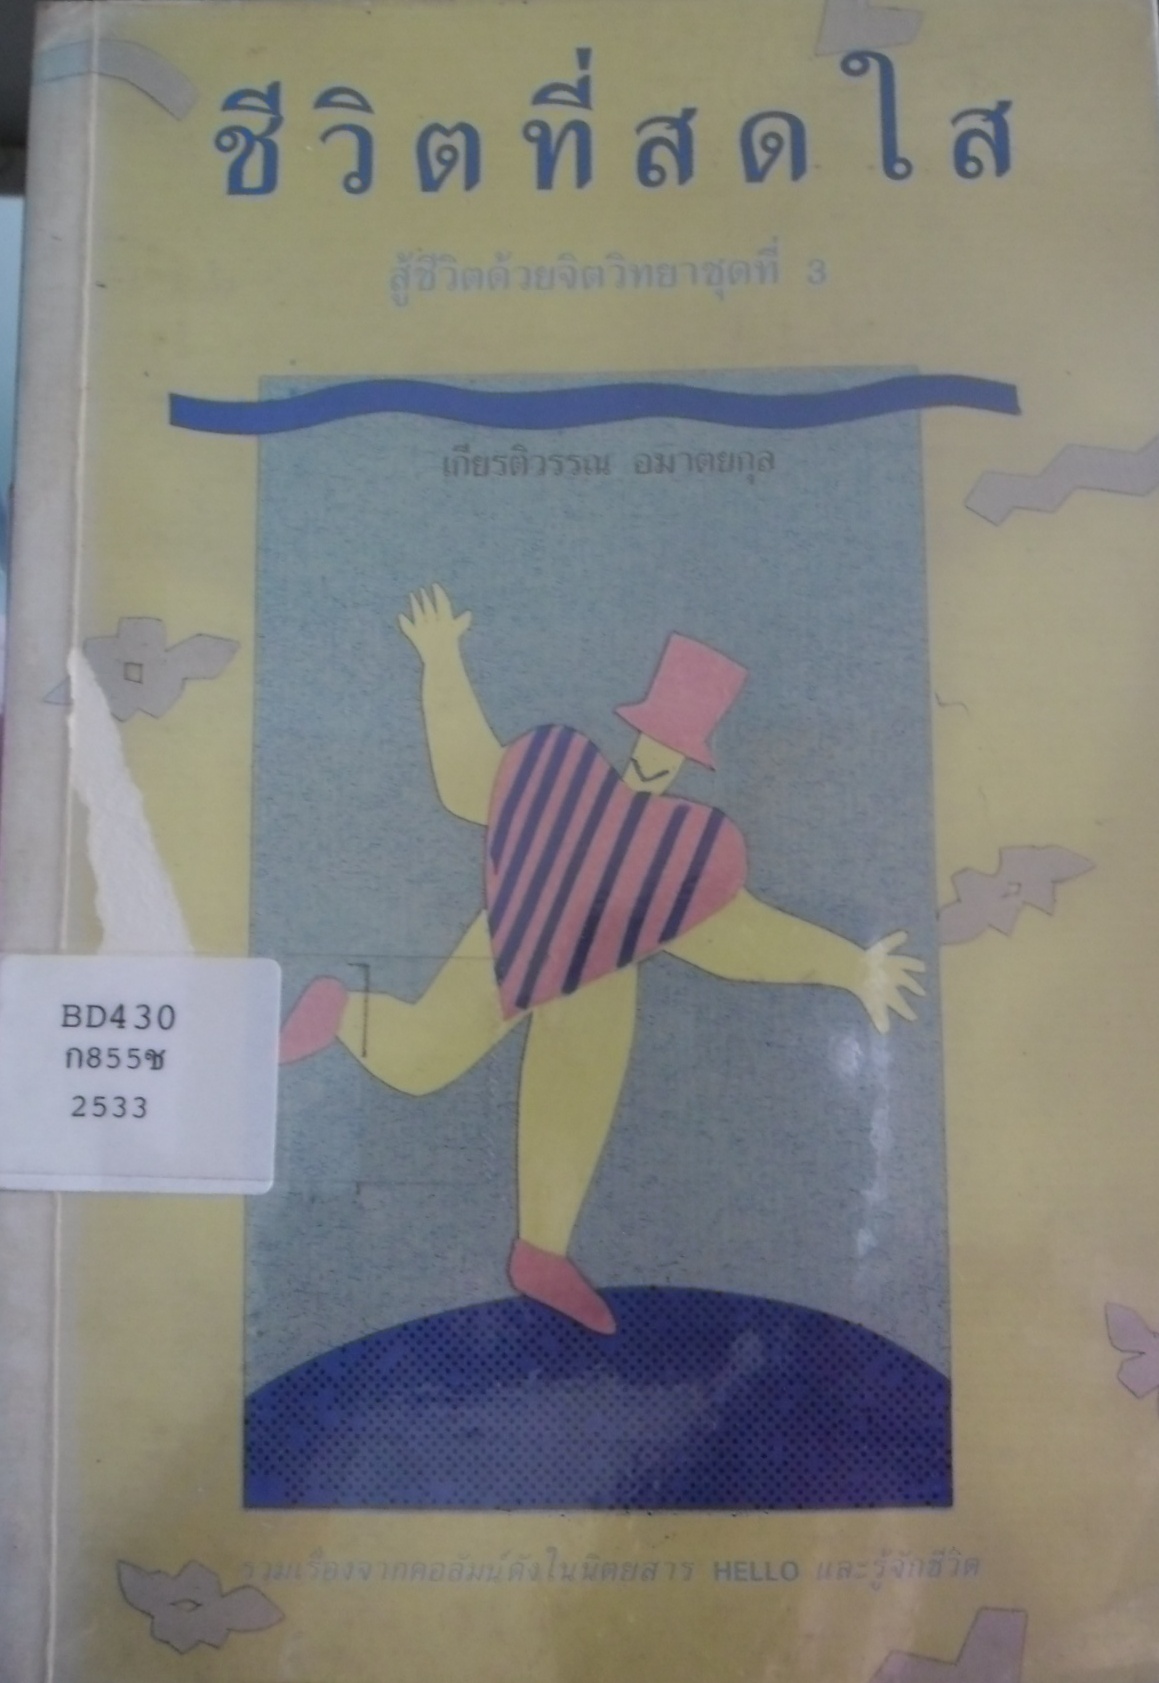 ชีวิตที่สดใส
สู้ชีวิตด้วยจิตวิทยาชุดที่ 3
เกียรติวรรณ อมาตยกุล
BD430
ก855ช
2533
รวมเรื่องจากคอลัมน์ดังในนิตยสาร HELLO และรู้จักชีวิต